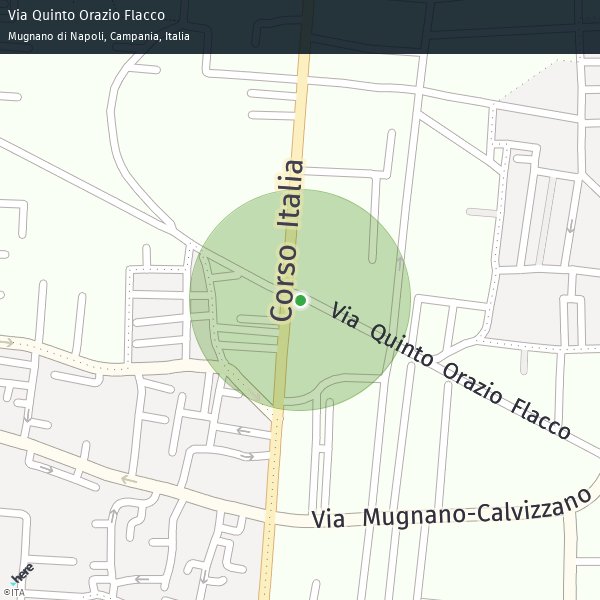 Via Quinto Orazio Flacco
Mugnano di Napoli, Campania, Italia
Corso Italia
Via Quinto Orazio Flacco
Via Mugnano-Calvizzano
here
©ITA